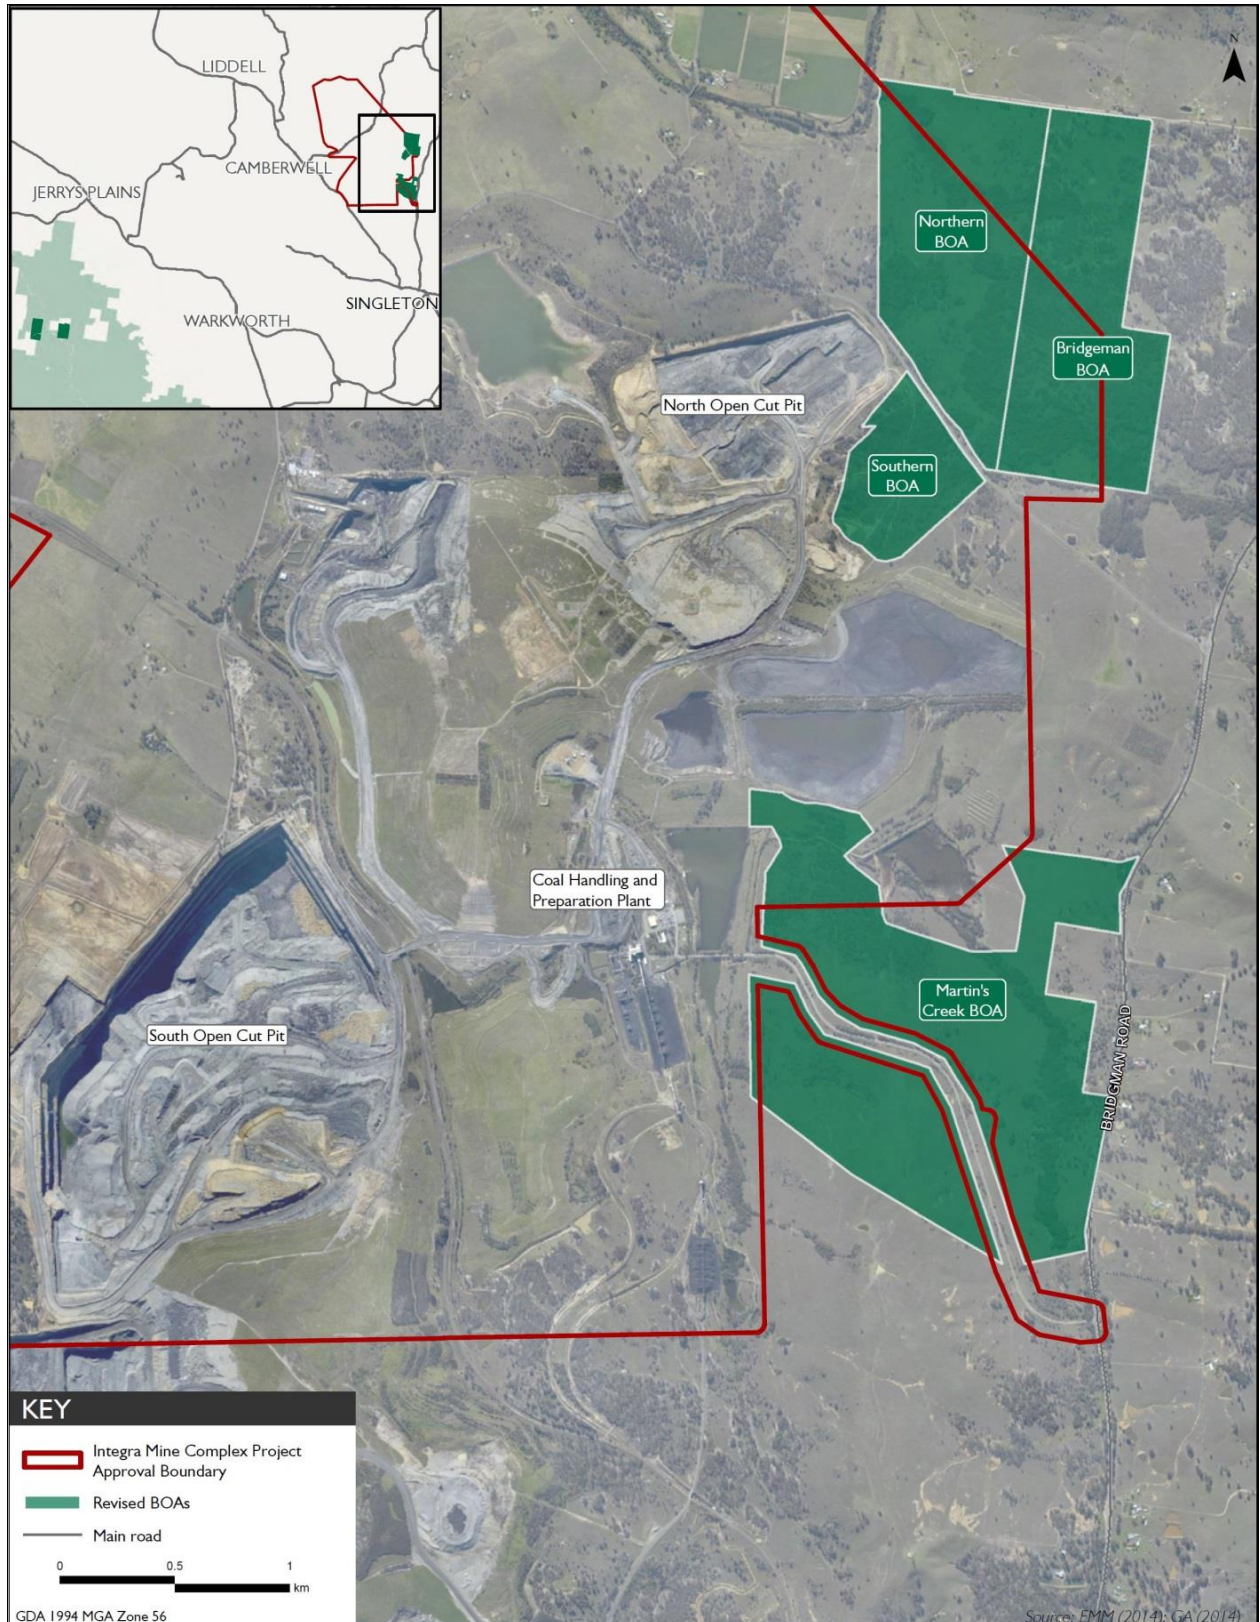 LIDDELL
CAMBERWELL
JERRYS PLAINS
SINGLETON
WARKWORTH
N
Northern
BOA
Bridgeman
BOA
North Open Cut Pit
Southern
BOA
Coal Handling and
Preparation Plant
Martin's
Creek BOA
South Open Cut Pit
BRIDGMAN ROAD
KEY
Integra Mine Complex Project
Approval Boundary
Revised BOAs
Main road
0 0.5 1
km
GDA 1994 MGA Zone 56
Source: EMM (2014); GA (2014)